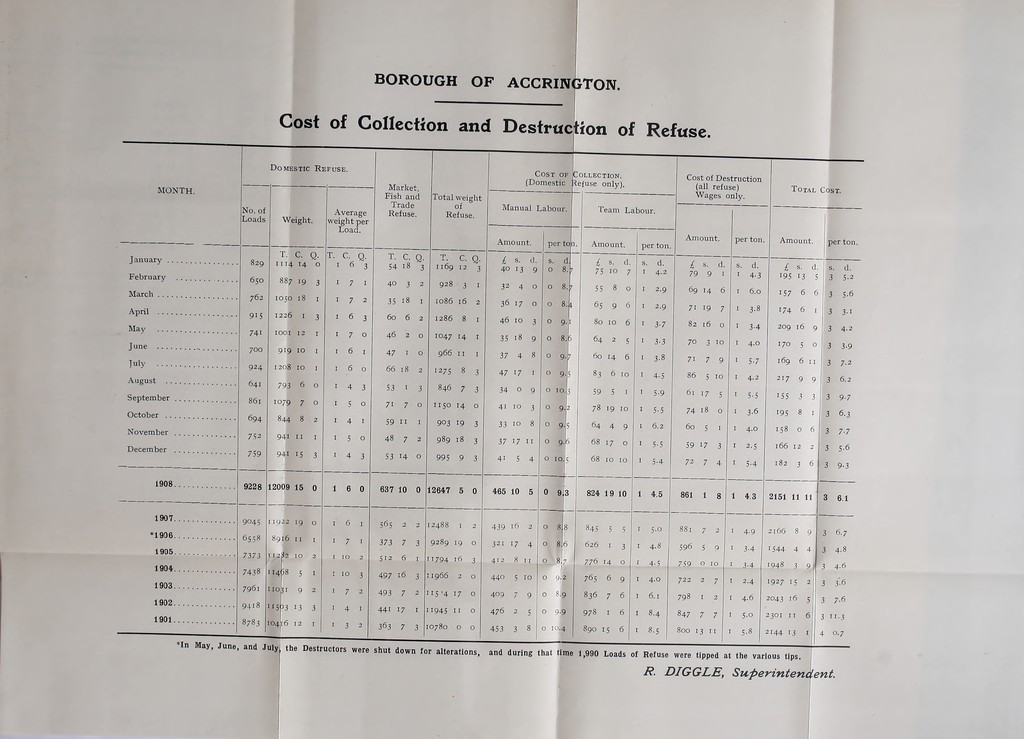 BOROUGH OF ACCRINGTON.
Cost of Collection and Destruction of Refuse.
MONTH. DOMESTIC REFUSE. Market, Fish and Trade Refuse. Total weight of Refuse. COST OF COLLECTION. (Domestic Refuse only). Cost of Destruction (all refuse) Wages only. TOTAL COST.
No. of Loads Weight. Average weight per Load. Manual Labour. Team Labour.
Amount. per ton. Amount. per ton. Amount. per ton. Amount. per ton.
T. C. Q. T. C. Q. T. C. Q. T. C. Q. £ s. d. s. d. £ s. d. s. d. £ s. d. s. d. £ s. d. s. d.
January 829 1114 14 0 1 6 3 54 18 3 1169 12 3 40 13 9 0 8.7 75 10 7 1 4.2 79 9 1 1 4.3 195 13 5 3 5.2
February 650 887 19 3 1 7 1 40 3 2 928 3 1 32 4 0 0 8.7 55 8 0 1 2.9 69 14 6 1 6.0 157 6 6 3 5.6
March 762 1050 18 1 1 7 2 35 18 1 1086 16 2 36 17 0 0 8.4 65 9 6 1 2.9 71 19 7 1 3.8 174 6 1 3 3.1
April 915 1226 1 3 1 6 3 60 6 2 1286 8 1 46 10 3 0 9.1 80 10 6 1 3.7 82 16 0 1 3.4 209 16 9 3 4.2
May 741 1001 12 1 1 7 0 46 2 0 1047 14 1 35 18 9 0 8.6 64 2 5 1 3.3 70 3 10 1 4.0 170 5 0 3 3.9
June 700 919 10 1 1 6 1 47 1 0 966 11 1 37 4 8 0 9.7 60 14 6 1 3.8 71 7 9 1 5.7 169 6 11 3 7.2
July 924 1208 10 1 1 6 0 66 18 2 1275 8 3 47 17 1 0 9.5 83 6 10 1 4.5 86 5 10 1 4.2 217 9 9 3 6.2
August 641 793 6 0 1 4 3 53 1 3 846 7 3 34 0 9 0 10.3 59 5 1 1 5.9 61 17 5 1 5.5 155 3 3 3 9.7
September 861 1079 7 0 1 5 0 71 7 0 1150 14 0 41 10 3 0 9.2 78 19 10 1 5.5 74 18 0 1 3.6 195 8 1 3 6.3
October 694 844 8 2 1 4 1 59 11 1 903 19 3 33 10 8 0 9.5 64 4 9 1 6.2 60 5 1 1 4.0 158 0 6 3 7.7
November 752 941 11 1 1 5 0 48 7 2 989 18 3 37 17 11 0 9.6 68 17 0 1 5.5 59 17 3 1 2.5 166 12 2 3 5.6
December 759 941 15 3 1 4 3 53 14 0 995 9 3 41 5 4 0 10.5 68 10 10 1 5.4 72 7 4 1 5.4 182 3 6 3 9.3
1908 9228 12009 15 0 1 6 0 637 10 0 12647 5 0 465 10 5 0 9.3 824 19 10 1 4.5 861 1 8 1 4.3 2151 11 11 3 6.1
1907 9045 11922 19 0 1 6 1 565 2 2 12488 1 2 439 16 2 0 8.8 845 5 5 1 5.0 881 7 2 1 4.9 2166 8 9 3 6.7
*1906 6558 8916 11 1 1 7 1 373 7 3 9289 19 0 321 17 4 0 8.6 626 1 3 1 4.8 596 5 9 1 3.4 1544 4 4 3 4.8
1905 7373 11282 10 2 1 10 2 512 6 1 11794 16 3 412 8 11 0 8.7 776 14 0 1 4.5 759 0 10 1 3.4 1948 3 9 3 4.6
1904 7438 11468 5 1 1 10 3 497 16 3 11966 2 0 440 5 10 0 9.2 765 6 9 1 4.0 722 2 7 1 2.4 1927 15 2 3 3.6
1903 7961 11031 9 2 1 7 2 493 7 2 115'4 17 0 409 7 9 0 8.9 836 7 6 1 6.1 798 1 2 1 4.6 2043 16 5 3 7.6
1902 9418 11503 13 3 1 4 1 441 17 1 11945 11 0 476 2 5 0 9.9 978 1 6 1 8.4 847 7 7 1 5.0 2301 11 6 3 11.3
1901 8783 10416 12 1 1 3 2 363 7 3 10780 0 0 453 3 8 0 10.4 890 15 6 1 8.5 800 13 11 1 5.8 2144 13 1 4 0.7
*In May, June, and July, the Destructors were shut down for alterations, and during that time 1,990 Loads of Refuse were tipped at the various tips.
R. DIGGLE, Superintendent.